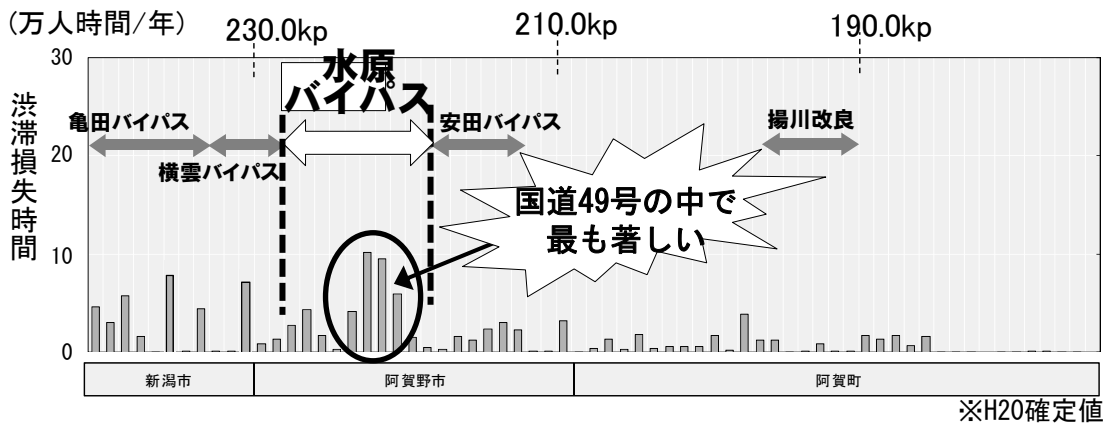 (万人時間/年)
230.0kp
210.0kp
190.0kp
30
20
10
0
渋滞損失時間
水原
バイパス
亀田バイパス
横雲バイパス
安田バイパス
揚川改良
国道49号の中で
最も著しい
新潟市
阿賀野市
阿賀町
※H20確定値